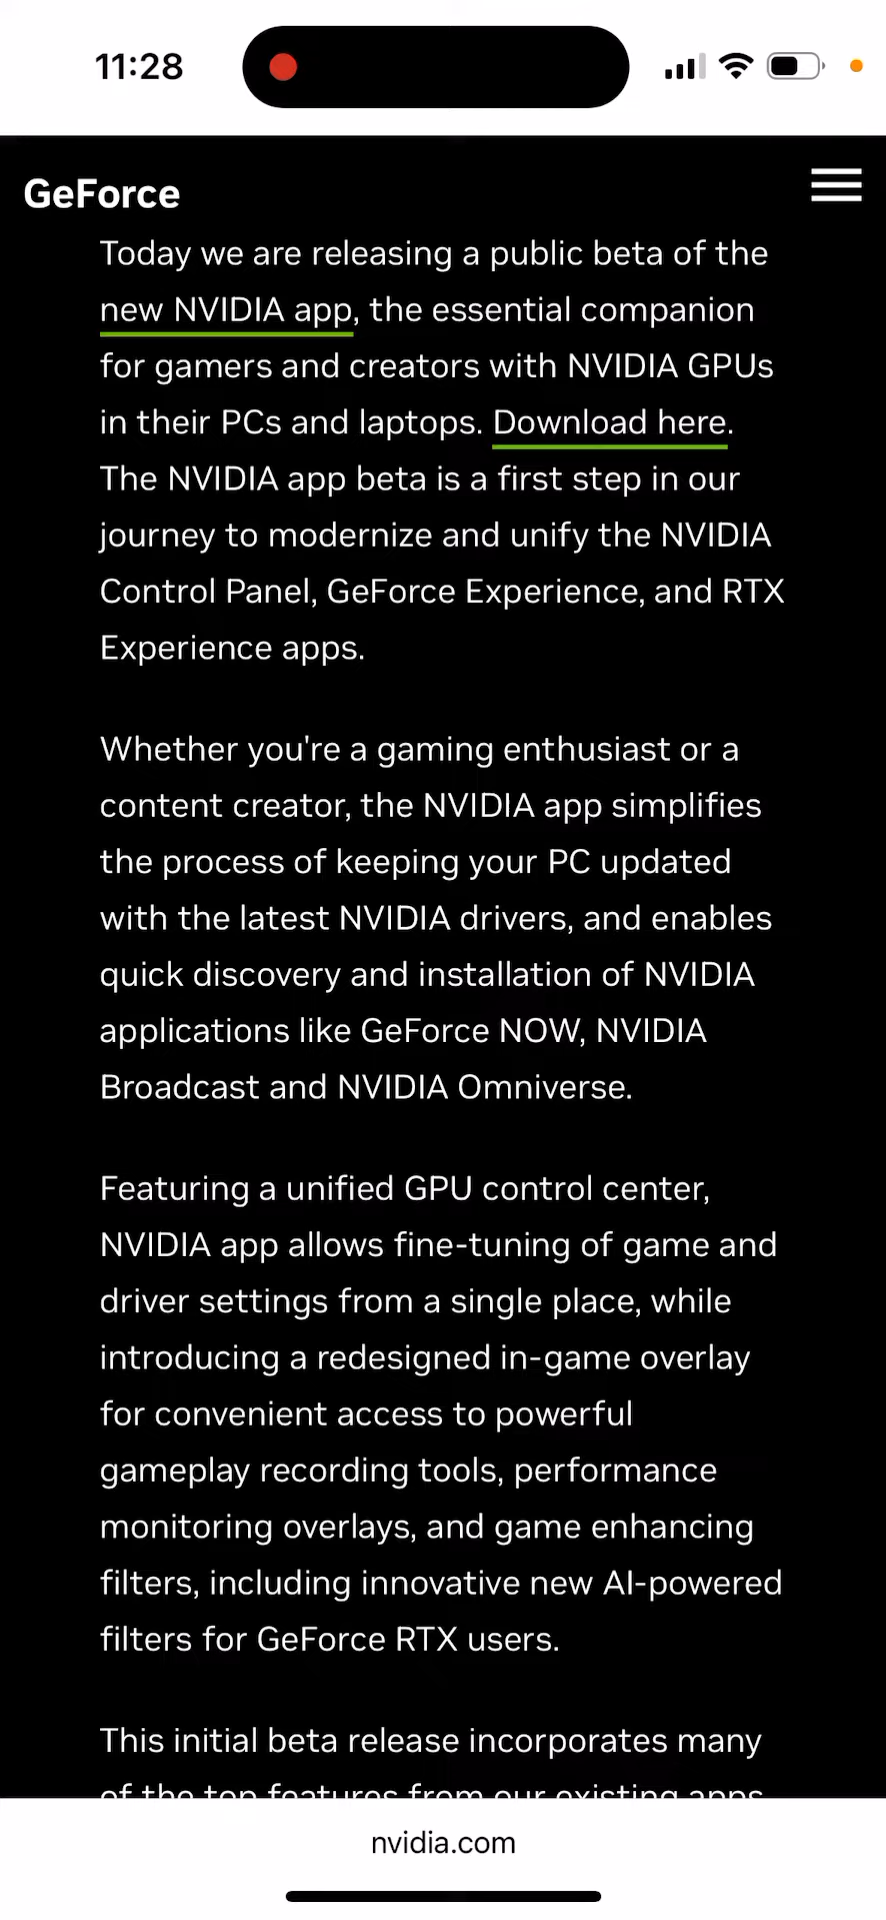 11:28
GeForce
Today we are releasing a public beta of the
new NVIDIA app, the essential companion
for gamers and creators with NVIDIA GPUs
in their PCs and laptops. Download here.
The NVIDIA app beta is a first step in our
journey to modernize and unify the NVIDIA
Control Panel, GeForce Experience, and RTX
Experience apps.
Whether you're a gaming enthusiast or a
content creator, the NVIDIA app simplifies
the process of keeping your PC updated
with the latest NVIDIA drivers, and enables
quick discovery and installation of NVIDIA
applications like GeForce NOW, NVIDIA
Broadcast and NVIDIA Omniverse.
Featuring a unified GPU control center,
NVIDIA app allows fine-tuning of game and
driver settings from a single place, while
introducing a redesigned in-game overlay
for convenient access to powerful
gameplay recording tools, performance
monitoring overlays, and game enhancing
filters, including innovative new AI-powered
filters for GeForce RTX users.
This initial beta release incorporates many
of the top features from our existing apps
nvidia.com